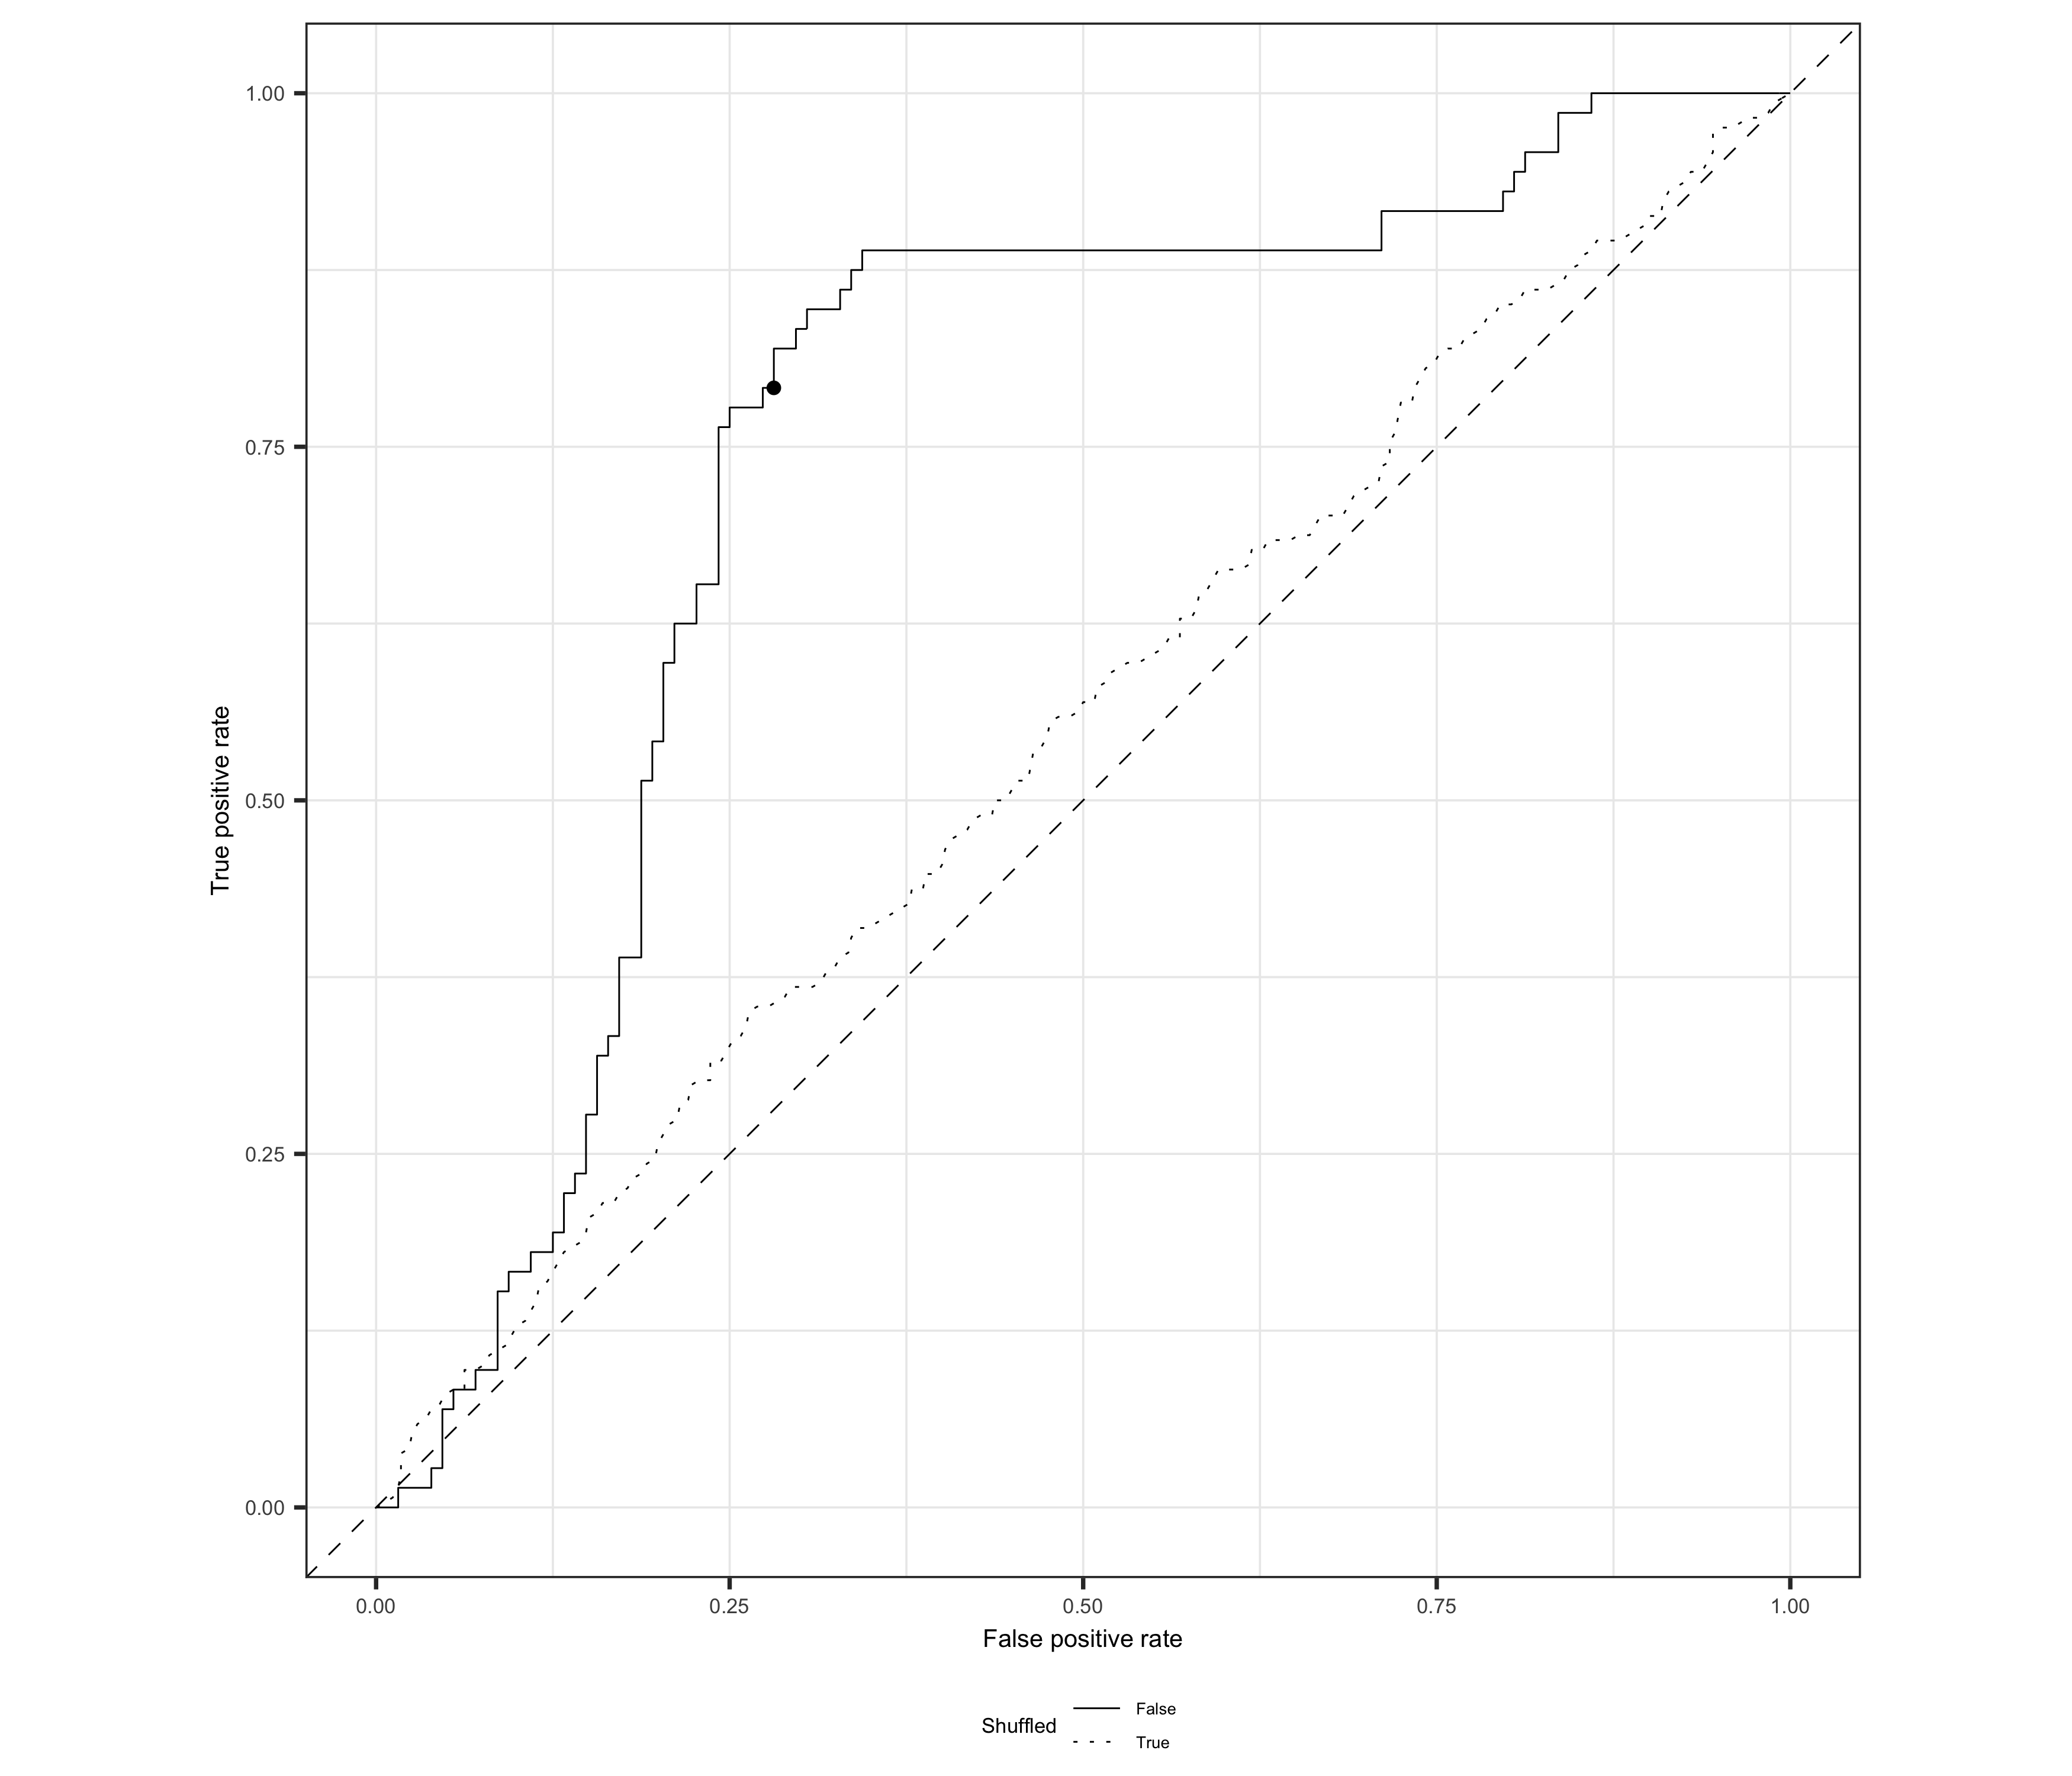 1.00
0.75
0.50
0.25
0.00
True positive rate
0.00 0.25 0.50 0.75 1.00
False positive rate
Shuffled
False
True